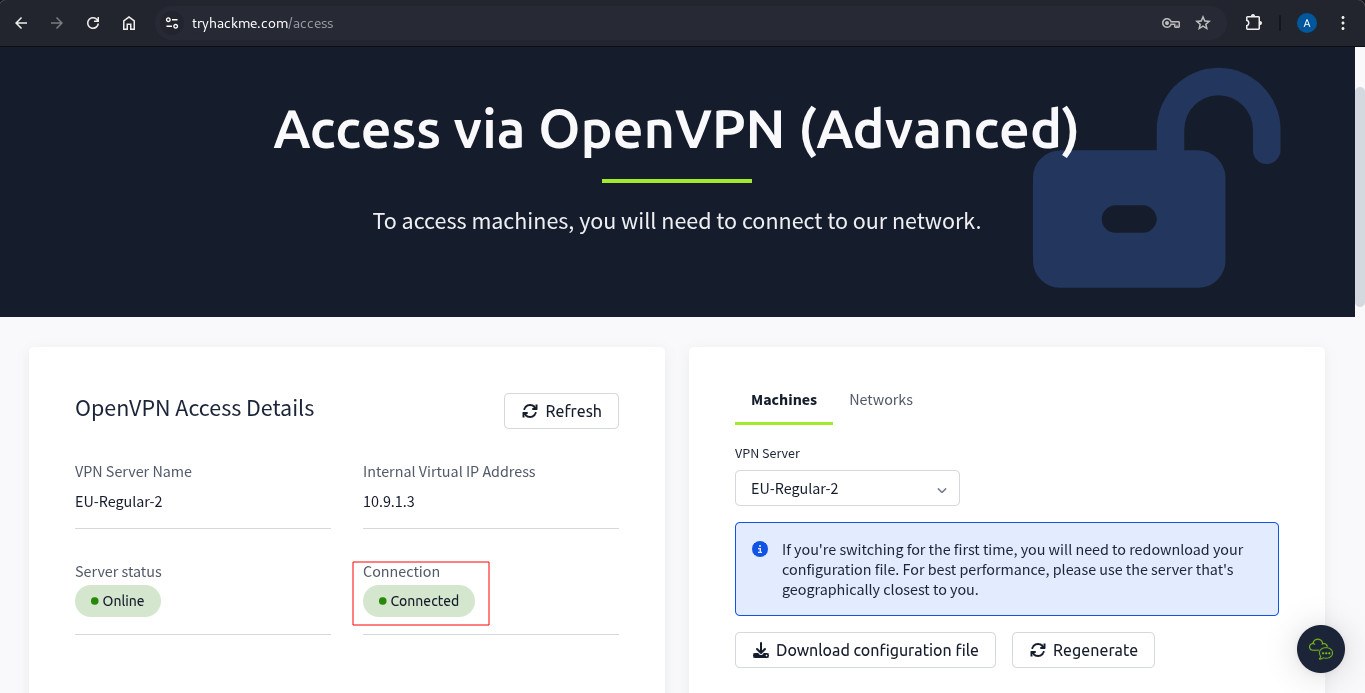 tryhackme.com/access
A
Access via OpenVPN (Advanced)
To access machines, you will need to connect to our network.
OpenVPN Access Details
Refresh
VPN Server Name
EU-Regular-2
Internal Virtual IP Address
10.9.1.3
Server status
Online
Connection
Connected
Machines
Networks
VPN Server
EU-Regular-2
If you're switching for the first time, you will need to redownload your
configuration file. For best performance, please use the server that's
geographically closest to you.
Download configuration file
Regenerate